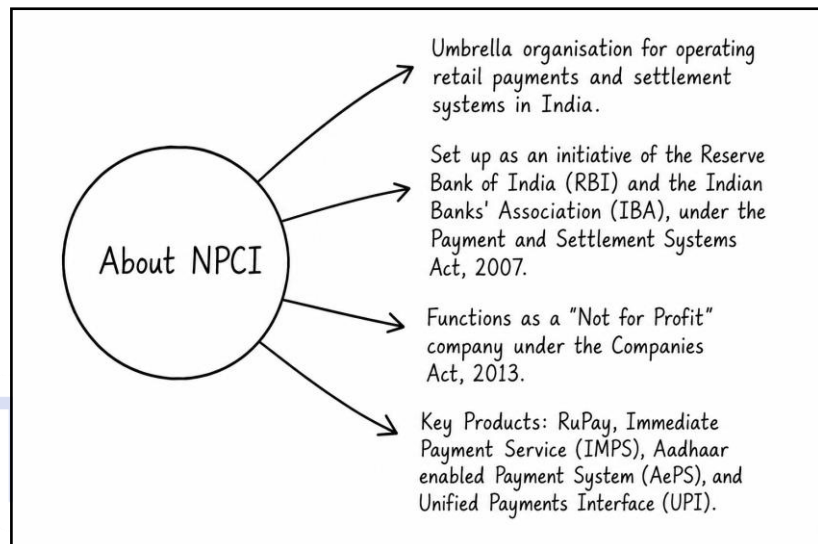 About NPCI
Umbrella organisation for operating
retail payments and settlement
systems in India.
Set up as an initiative of the Reserve
Bank of India (RBI) and the Indian
Banks' Association (IBA), under the
Payment and Settlement Systems
Act, 2007.
Functions as a "Not for Profit"
company under the Companies
Act, 2013.
Key Products: RuPay, Immediate
Payment Service (IMPS), Aadhaar
enabled Payment System (AePS), and
Unified Payments Interface (UPI).